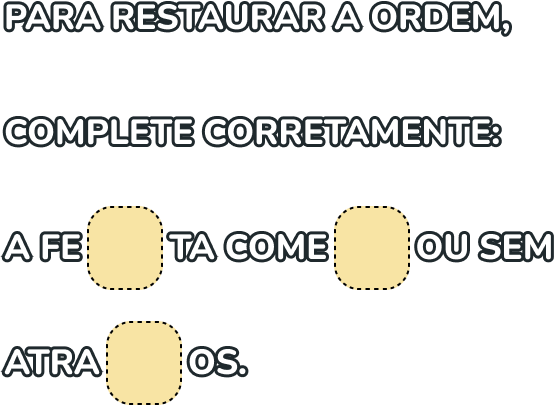 PARA RESTAURAR A ORDEM,
COMPLETE CORRETAMENTE:
A FE TA COME OU SEM
ATRA OS.